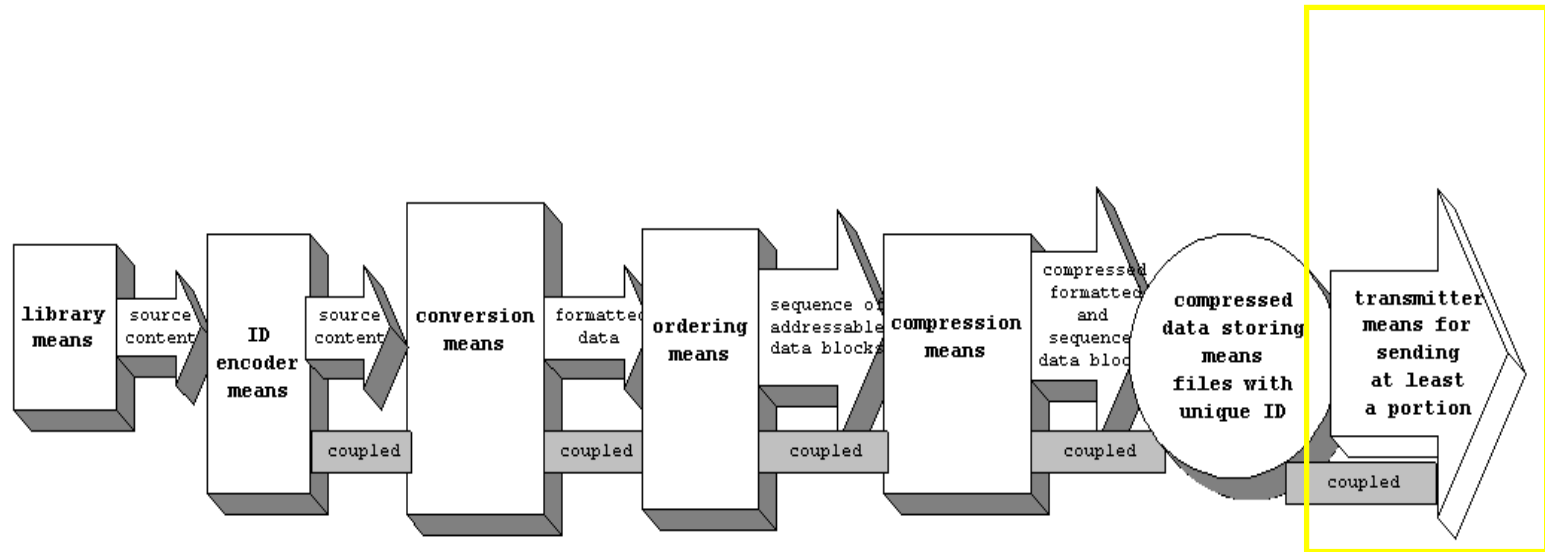 library
means
source
content
ID
encoder
means
source
content
coupled
conversion
means
formatted
data
coupled
ordering
means
sequence of
addressable
data blocks
coupled
compression
means
compressed
formatted
and
sequence
data bloc
coupled
compressed
data storing
means
files with
unique ID
coupled
transmitter
means for
sending
at least
a portion